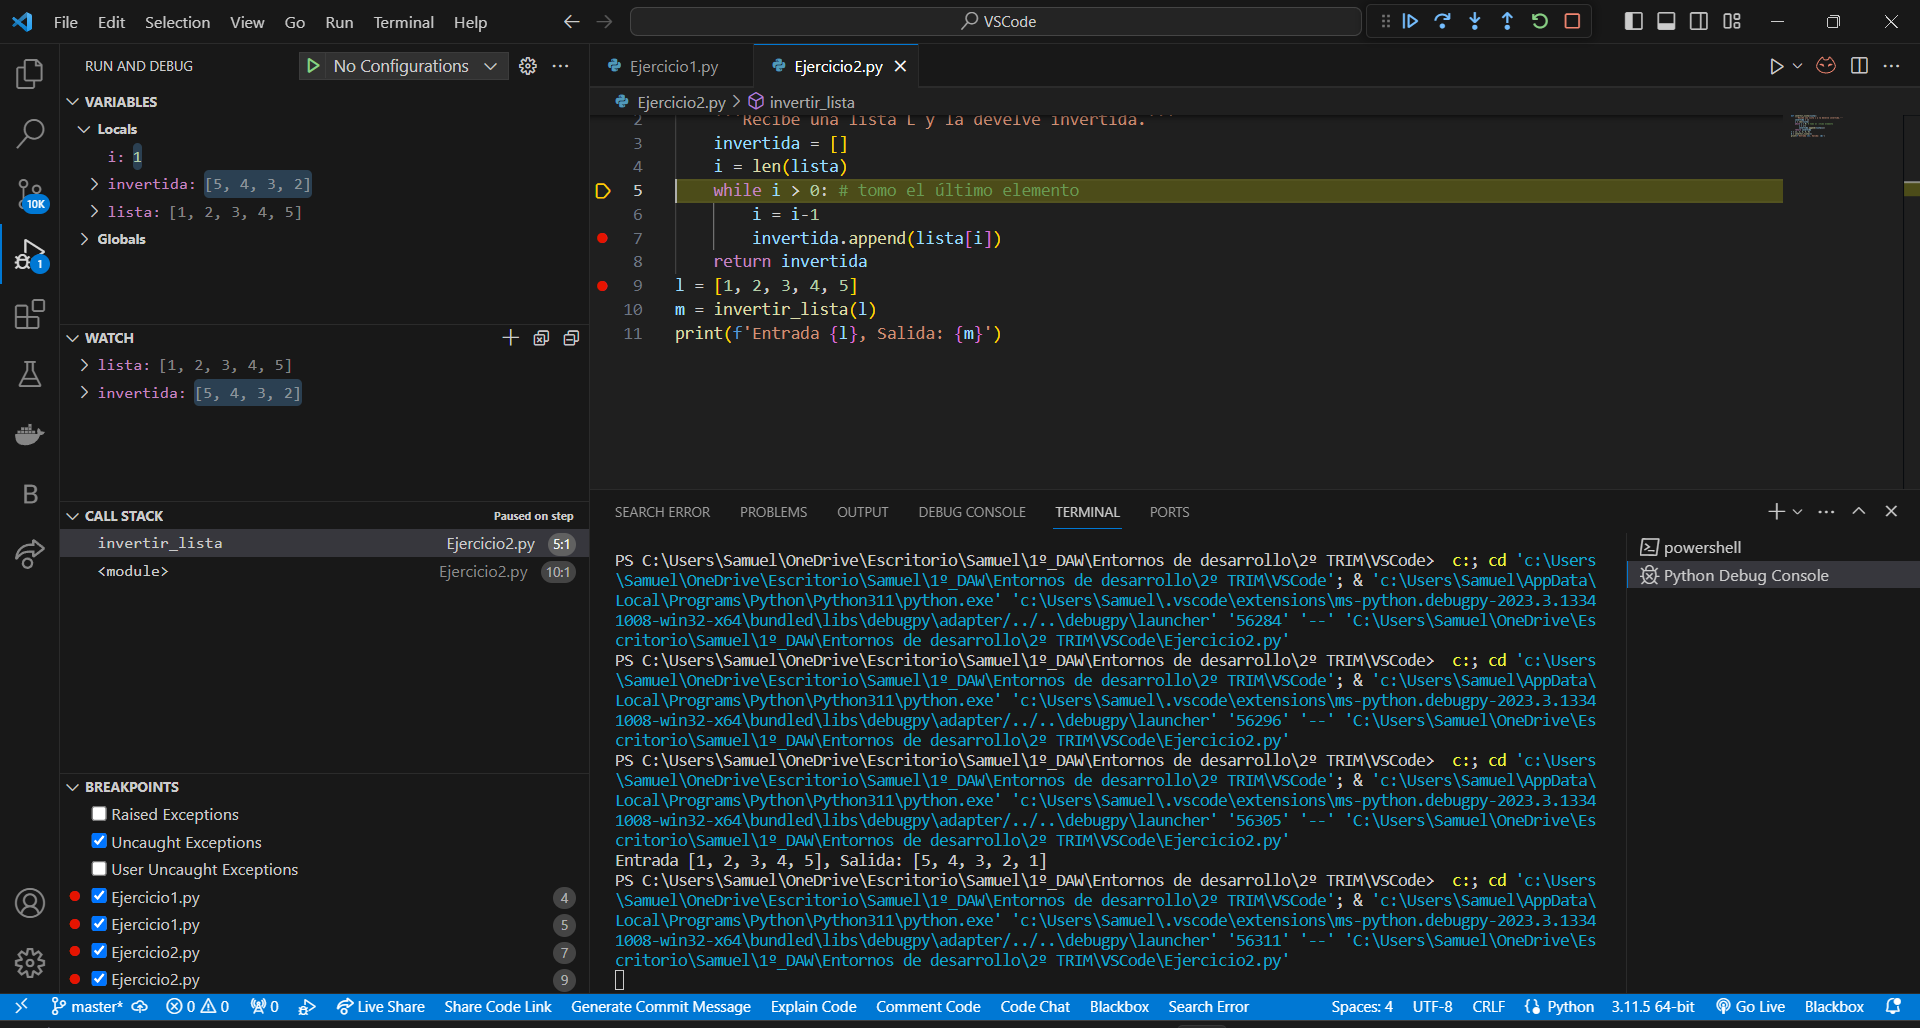 File Edit Selection View Go Run Terminal Help
VSCode
RUN AND DEBUG
No Configurations
VARIABLES
Locals
i: 1
invertida: [5, 4, 3, 2]
lista: [1, 2, 3, 4, 5]
Globals
WATCH
lista: [1, 2, 3, 4, 5]
invertida: [5, 4, 3, 2]
CALL STACK Paused on step
invertir_lista Ejercicio2.py 5:1
<module> Ejercicio2.py 10:1
BREAKPOINTS
Raised Exceptions
Uncaught Exceptions
User Uncaught Exceptions
Ejercicio1.py 4
Ejercicio1.py 5
Ejercicio2.py 7
Ejercicio2.py 9
10K
1
B
Ejercicio1.py Ejercicio2.py
Ejercicio2.py > invertir_lista
2 '''Recibe una lista L y la develve invertida.'''
3 invertida = []
4 i = len(lista)
5 while i > 0: # tomo el último elemento
6 i = i-1
7 invertida.append(lista[i])
8 return invertida
9 l = [1, 2, 3, 4, 5]
10 m = invertir_lista(l)
11 print(f'Entrada {l}, Salida: {m}')
SEARCH ERROR PROBLEMS OUTPUT DEBUG CONSOLE TERMINAL PORTS
PS C:\Users\Samuel\OneDrive\Escritorio\Samuel\1º_DAW\Entornos de desarrollo\2º TRIM\VSCode>  c:; cd 'c:\Users
\Samuel\OneDrive\Escritorio\Samuel\1º_DAW\Entornos de desarrollo\2º TRIM\VSCode'; & 'c:\Users\Samuel\AppData\
Local\Programs\Python\Python311\python.exe' 'c:\Users\Samuel\.vscode\extensions\ms-python.debugpy-2023.3.1334
1008-win32-x64\bundled\libs\debugpy\adapter/../..\debugpy\launcher' '56284' '--' 'C:\Users\Samuel\OneDrive\Es
critorio\Samuel\1º_DAW\Entornos de desarrollo\2º TRIM\VSCode\Ejercicio2.py'
PS C:\Users\Samuel\OneDrive\Escritorio\Samuel\1º_DAW\Entornos de desarrollo\2º TRIM\VSCode>  c:; cd 'c:\Users
\Samuel\OneDrive\Escritorio\Samuel\1º_DAW\Entornos de desarrollo\2º TRIM\VSCode'; & 'c:\Users\Samuel\AppData\
Local\Programs\Python\Python311\python.exe' 'c:\Users\Samuel\.vscode\extensions\ms-python.debugpy-2023.3.1334
1008-win32-x64\bundled\libs\debugpy\adapter/../..\debugpy\launcher' '56296' '--' 'C:\Users\Samuel\OneDrive\Es
critorio\Samuel\1º_DAW\Entornos de desarrollo\2º TRIM\VSCode\Ejercicio2.py'
PS C:\Users\Samuel\OneDrive\Escritorio\Samuel\1º_DAW\Entornos de desarrollo\2º TRIM\VSCode>  c:; cd 'c:\Users
\Samuel\OneDrive\Escritorio\Samuel\1º_DAW\Entornos de desarrollo\2º TRIM\VSCode'; & 'c:\Users\Samuel\AppData\
Local\Programs\Python\Python311\python.exe' 'c:\Users\Samuel\.vscode\extensions\ms-python.debugpy-2023.3.1334
1008-win32-x64\bundled\libs\debugpy\adapter/../..\debugpy\launcher' '56305' '--' 'C:\Users\Samuel\OneDrive\Es
critorio\Samuel\1º_DAW\Entornos de desarrollo\2º TRIM\VSCode\Ejercicio2.py'
Entrada [1, 2, 3, 4, 5], Salida: [5, 4, 3, 2, 1]
PS C:\Users\Samuel\OneDrive\Escritorio\Samuel\1º_DAW\Entornos de desarrollo\2º TRIM\VSCode>  c:; cd 'c:\Users
\Samuel\OneDrive\Escritorio\Samuel\1º_DAW\Entornos de desarrollo\2º TRIM\VSCode'; & 'c:\Users\Samuel\AppData\
Local\Programs\Python\Python311\python.exe' 'c:\Users\Samuel\.vscode\extensions\ms-python.debugpy-2023.3.1334
1008-win32-x64\bundled\libs\debugpy\adapter/../..\debugpy\launcher' '56311' '--' 'C:\Users\Samuel\OneDrive\Es
critorio\Samuel\1º_DAW\Entornos de desarrollo\2º TRIM\VSCode\Ejercicio2.py'
powershell
Python Debug Console
master* 0 0 0 Live Share Share Code Link Generate Commit Message Explain Code Comment Code Code Chat Blackbox Search Error Spaces: 4 UTF-8 CRLF Python 3.11.5 64-bit Go Live Blackbox